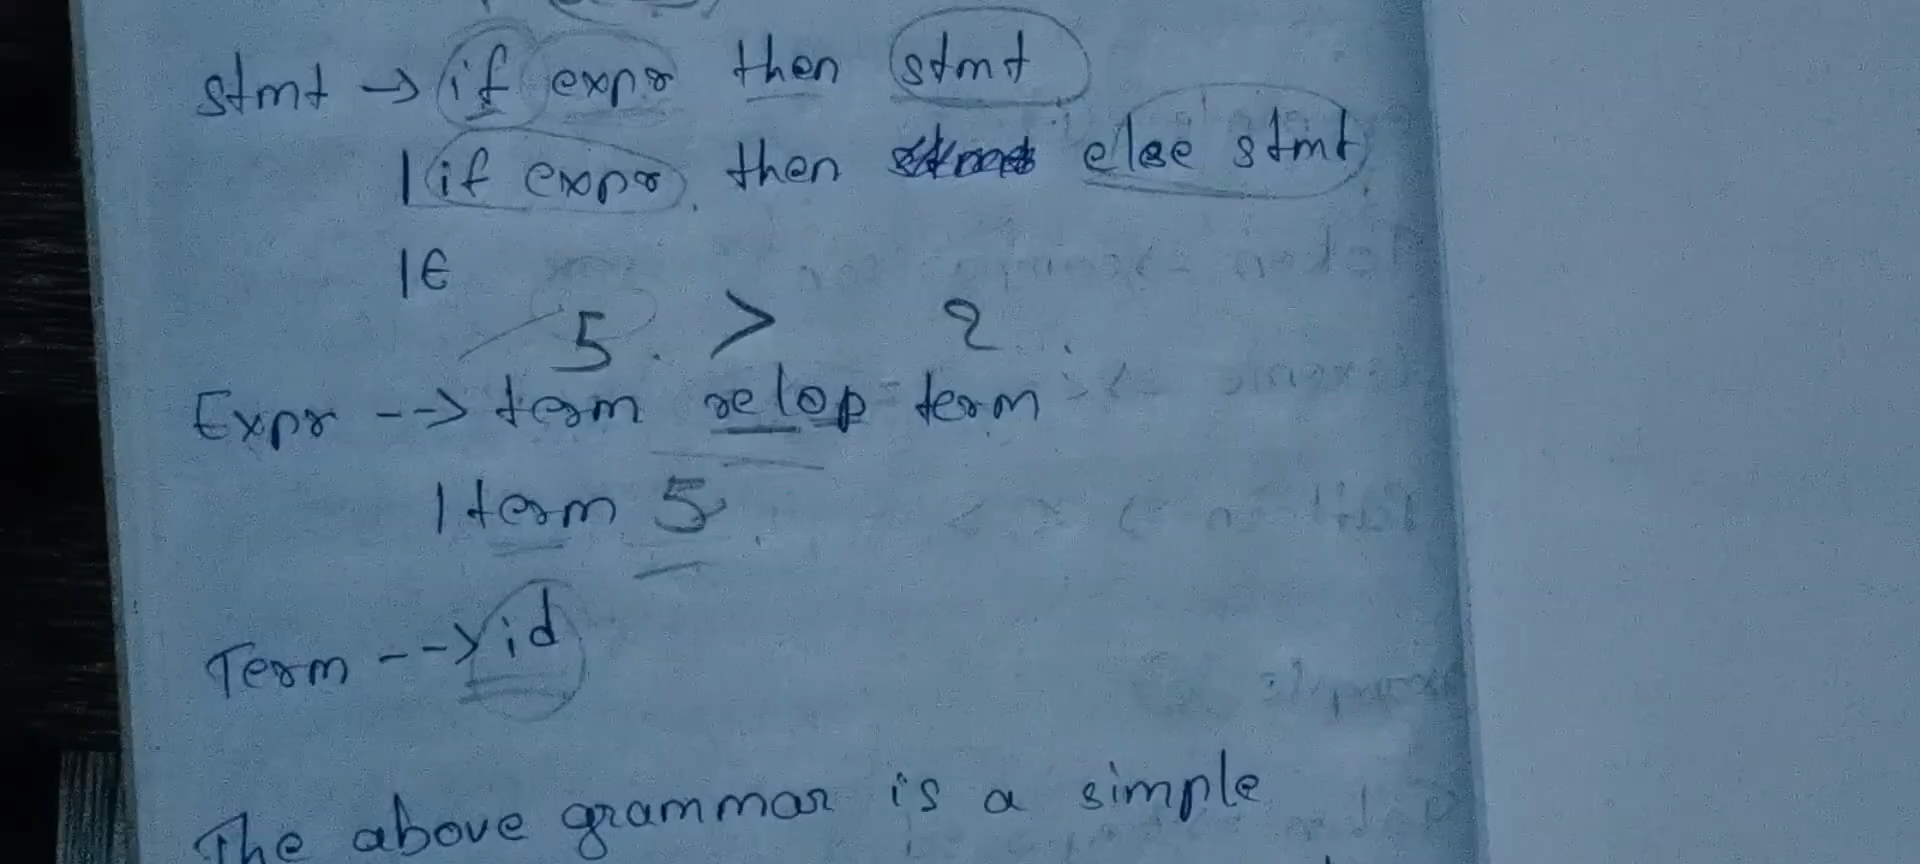 stmt → if expr then stmt
| if expr then else stmt
| ϵ
5 > 2
Expr --> term relop term
| term 5
Term --> id
The above grammar is a simple